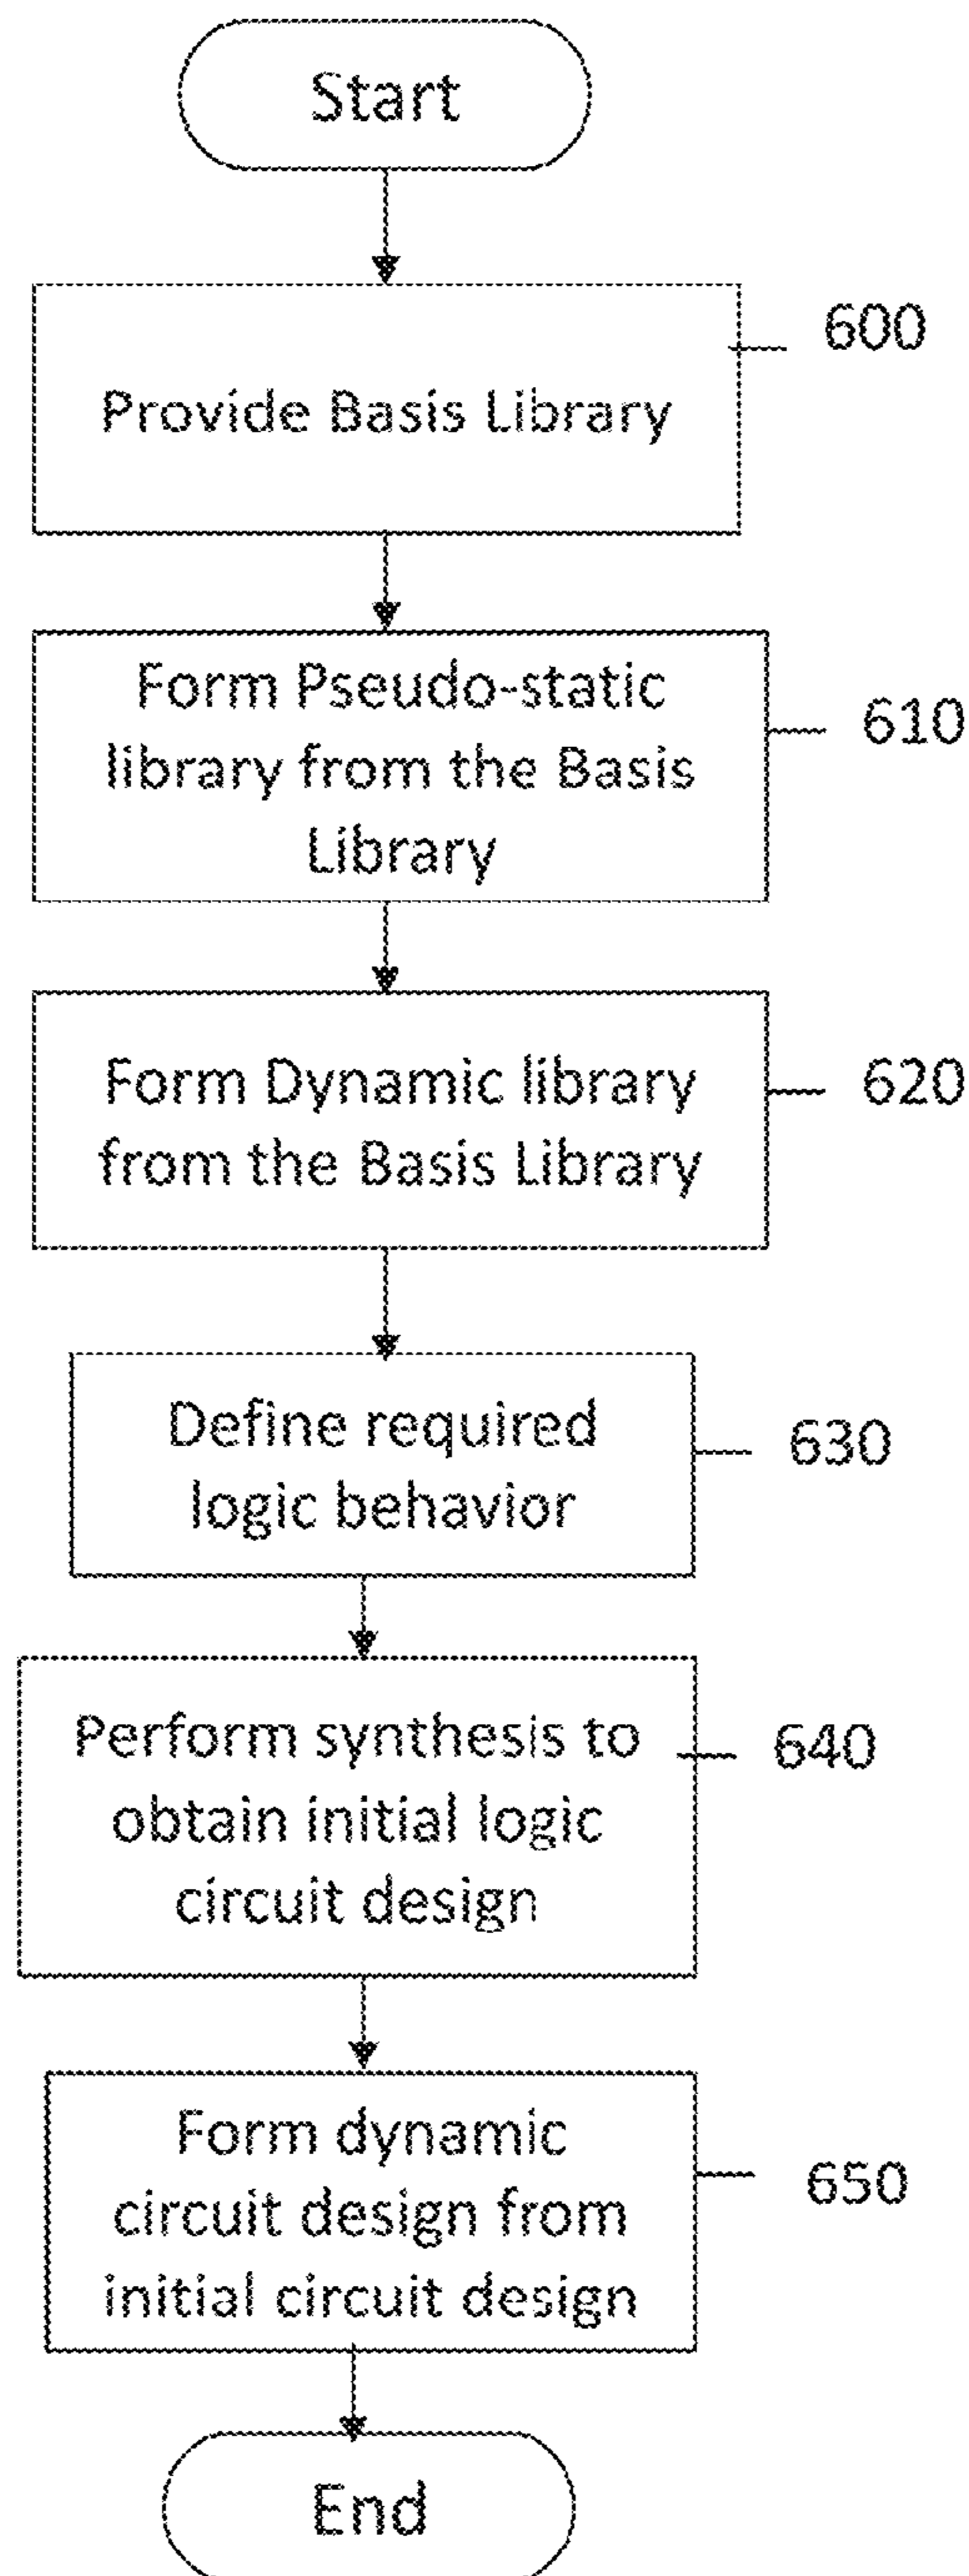 Start
Provide Basis Library
600
Form Pseudo-static
library from the Basis
Library
610
Form Dynamic library
from the Basis Library
620
Define required
logic behavior
630
Perform synthesis to
obtain initial logic
circuit design
640
Form dynamic
circuit design from
initial circuit design
650
End